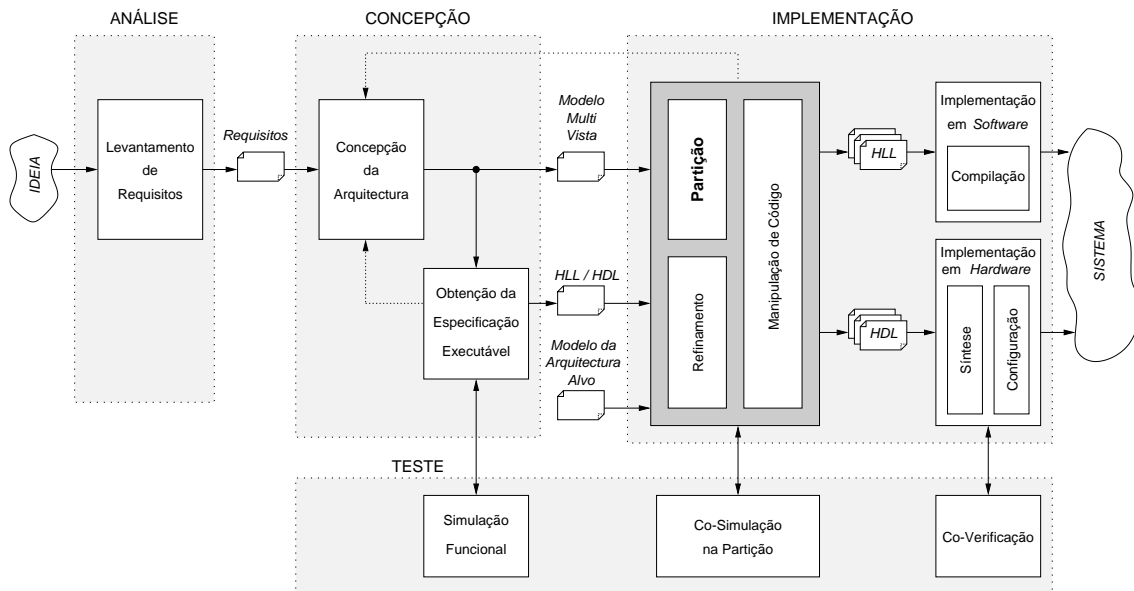 ANÁLISE
CONCEPÇÃO
IMPLEMENTAÇÃO
IDEIA
Levantamento
de
Requisitos
Requisitos
Concepção
da
Arquitectura
Obtenção da
Especificação
Executável
Modelo
Multi
Vista
HLL / HDL
Modelo da
Arquitectura
Alvo
Partição
Refinamento
Manipulação de Código
HLL
HDL
Implementação
em Software
Compilação
Implementação
em Hardware
Síntese
Configuração
SISTEMA
TESTE
Simulação
Funcional
Co-Simulação
na Partição
Co-Verificação